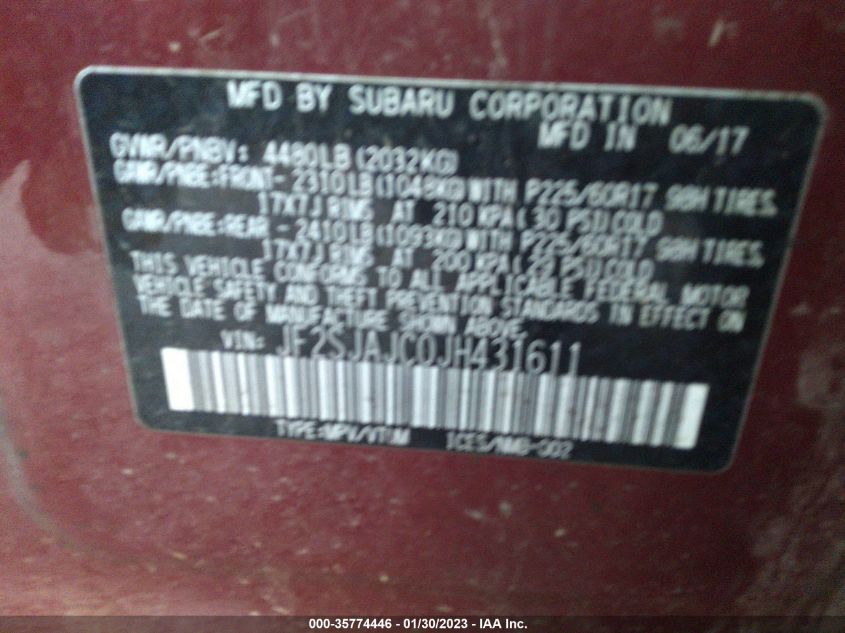 MFD BY SUBARU CORPORATION
MFD IN 06/17
GVWR/PNBV: 4480LB(2032KG)
GAWR/PNBE:FRONT- 2310LB(1048KG)WITH P225/60R17 98H TIRES,
17X7J RIMS AT 210 KPA(30 PSI)COLD
GAWR/PNBE:REAR - 2410LB(1093KG)WITH P225/60R17 98H TIRES,
17X7J RIMS AT 200 KPA(29 PSI)COLD
THIS VEHICLE CONFORMS TO ALL APPLICABLE FEDERAL MOTOR
VEHICLE SAFETY AND THEFT PREVENTION STANDARDS IN EFFECT ON
THE DATE OF MANUFACTURE SHOWN ABOVE.
VIN: JF2SJAJC0JH431611
TYPE:MPV/VTUM ICES/NMB-002
000-35774446 - 01/30/2023 - IAA Inc.